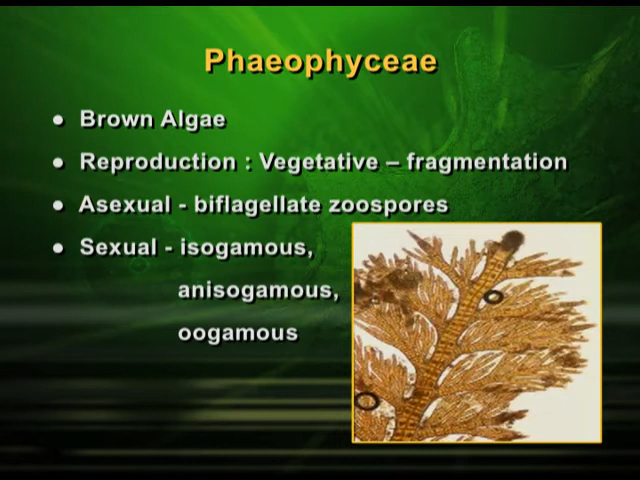 Phaeophyceae
● Brown Algae
● Reproduction : Vegetative – fragmentation
● Asexual - biflagellate zoospores
● Sexual - isogamous,
anisogamous,
oogamous